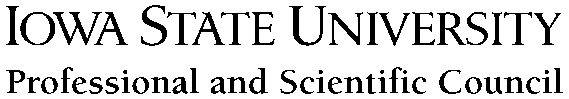 IOWA STATE UNIVERSITY
Professional and Scientific Council